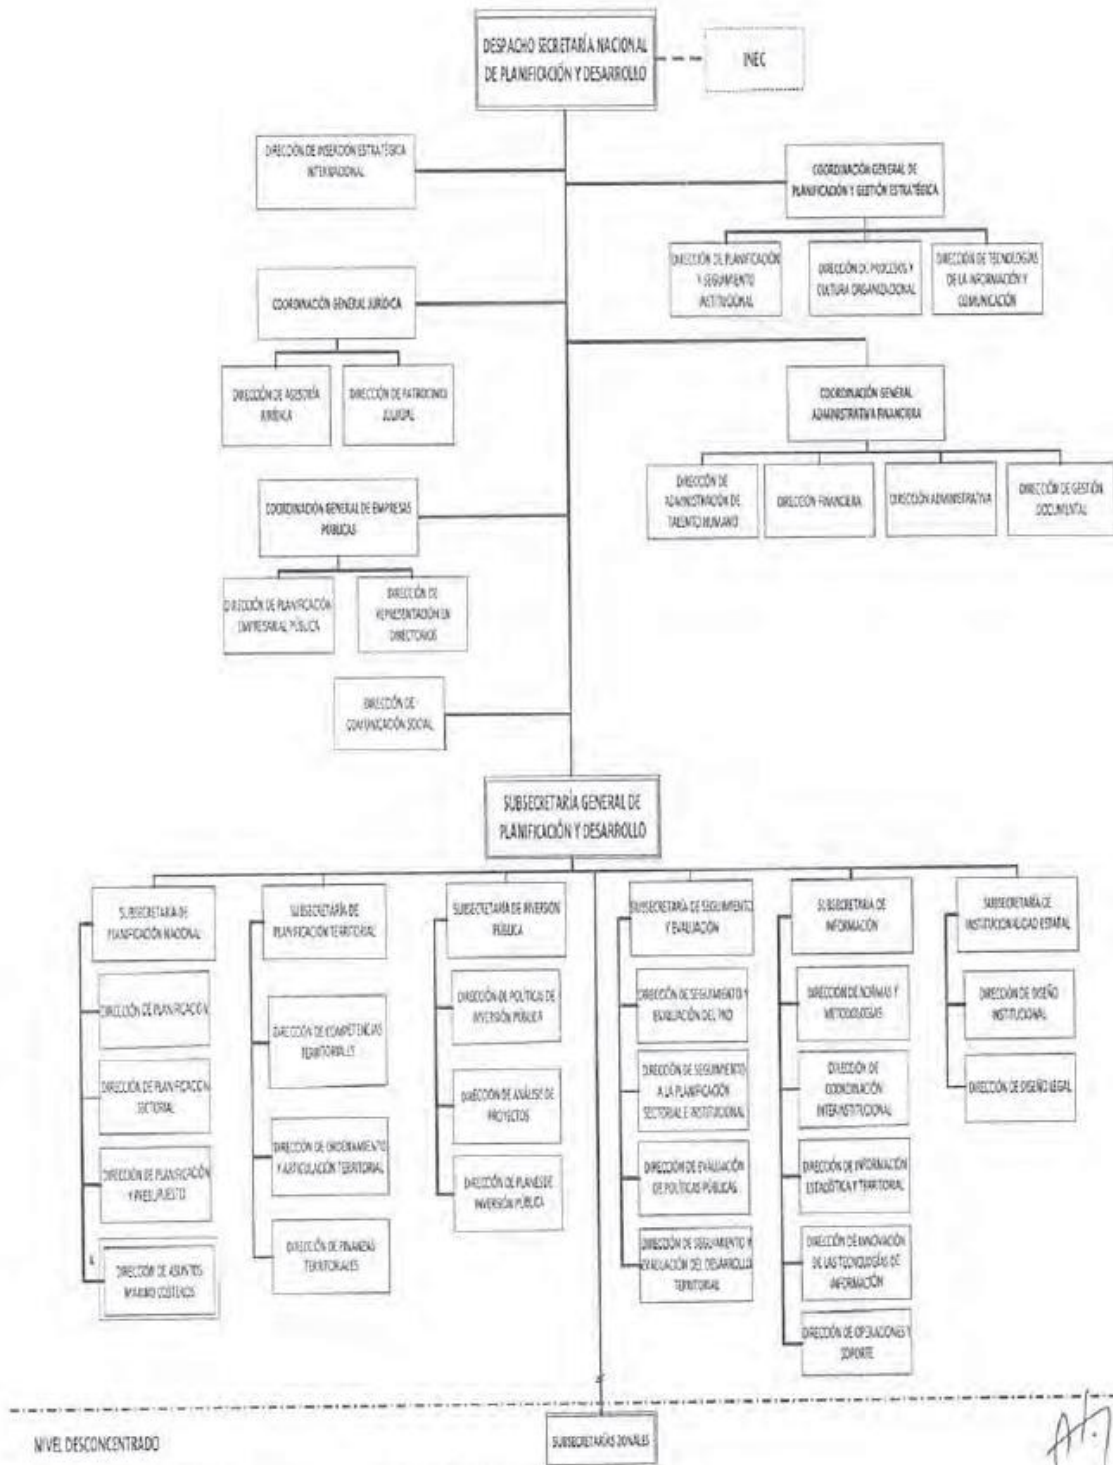 DESPACHO SECRETARÍA NACIONAL
DE PLANIFICACIÓN Y DESARROLLO
INEC
DIRECCIÓN DE INSERCIÓN ESTRATÉGICA
INTERNACIONAL
COORDINACIÓN GENERAL DE
PLANIFICACIÓN Y GESTIÓN ESTRATÉGICA
DIRECCIÓN DE PLANIFICACIÓN
Y SEGUIMIENTO
INSTITUCIONAL
DIRECCIÓN DE PROCESOS Y
CULTURA ORGANIZACIONAL
DIRECCIÓN DE TECNOLOGÍAS
DE LA INFORMACIÓN Y
COMUNICACIÓN
COORDINACIÓN GENERAL JURÍDICA
DIRECCIÓN DE ASESORÍA
JURÍDICA
DIRECCIÓN DE PATROCINIO
JUDICIAL
COORDINACIÓN GENERAL
ADMINISTRATIVA FINANCIERA
DIRECCIÓN DE
ADMINISTRACIÓN DE
TALENTO HUMANO
DIRECCIÓN FINANCIERA
DIRECCIÓN ADMINISTRATIVA
DIRECCIÓN DE GESTIÓN
DOCUMENTAL
COORDINACIÓN GENERAL DE EMPRESAS
PÚBLICAS
DIRECCIÓN DE PLANIFICACIÓN
EMPRESARIAL PÚBLICA
DIRECCIÓN DE
REPRESENTACIÓN EN
DIRECTORIOS
DIRECCIÓN DE
COMUNICACIÓN SOCIAL
SUBSECRETARÍA GENERAL DE
PLANIFICACIÓN Y DESARROLLO
SUBSECRETARÍA DE
PLANIFICACIÓN NACIONAL
DIRECCIÓN DE PLANIFICACIÓN
DIRECCIÓN DE PLANIFICACIÓN
SECTORIAL
DIRECCIÓN DE PLANIFICACIÓN
Y PRESUPUESTO
DIRECCIÓN DE ASUNTOS
MARINO COSTEROS
SUBSECRETARÍA DE
PLANIFICACIÓN TERRITORIAL
DIRECCIÓN DE COMPETENCIAS
TERRITORIALES
DIRECCIÓN DE ORDENAMIENTO
Y ARTICULACIÓN TERRITORIAL
DIRECCIÓN DE FINANZAS
TERRITORIALES
SUBSECRETARÍA DE INVERSIÓN
PÚBLICA
DIRECCIÓN DE POLÍTICAS DE
INVERSIÓN PÚBLICA
DIRECCIÓN DE ANÁLISIS DE
PROYECTOS
DIRECCIÓN DE PLANES DE
INVERSIÓN PÚBLICA
SUBSECRETARÍA DE SEGUIMIENTO
Y EVALUACIÓN
DIRECCIÓN DE SEGUIMIENTO Y
EVALUACIÓN DEL PND
DIRECCIÓN DE SEGUIMIENTO
A LA PLANIFICACIÓN
SECTORIAL E INSTITUCIONAL
DIRECCIÓN DE EVALUACIÓN
DE POLÍTICAS PÚBLICAS
DIRECCIÓN DE SEGUIMIENTO Y
EVALUACIÓN DEL DESARROLLO
TERRITORIAL
SUBSECRETARÍA DE
INFORMACIÓN
DIRECCIÓN DE NORMAS Y
METODOLOGÍAS
DIRECCIÓN DE
COORDINACIÓN
INTERINSTITUCIONAL
DIRECCIÓN DE INFORMACIÓN
ESTADÍSTICA Y TERRITORIAL
DIRECCIÓN DE INNOVACIÓN
DE LAS TECNOLOGÍAS DE
INFORMACIÓN
DIRECCIÓN DE OPERACIONES Y
SOPORTE
SUBSECRETARÍA DE
INSTITUCIONALIDAD ESTATAL
DIRECCIÓN DE DISEÑO
INSTITUCIONAL
DIRECCIÓN DE DISEÑO LEGAL
NIVEL DESCONCENTRADO
SUBSECRETARÍAS ZONALES